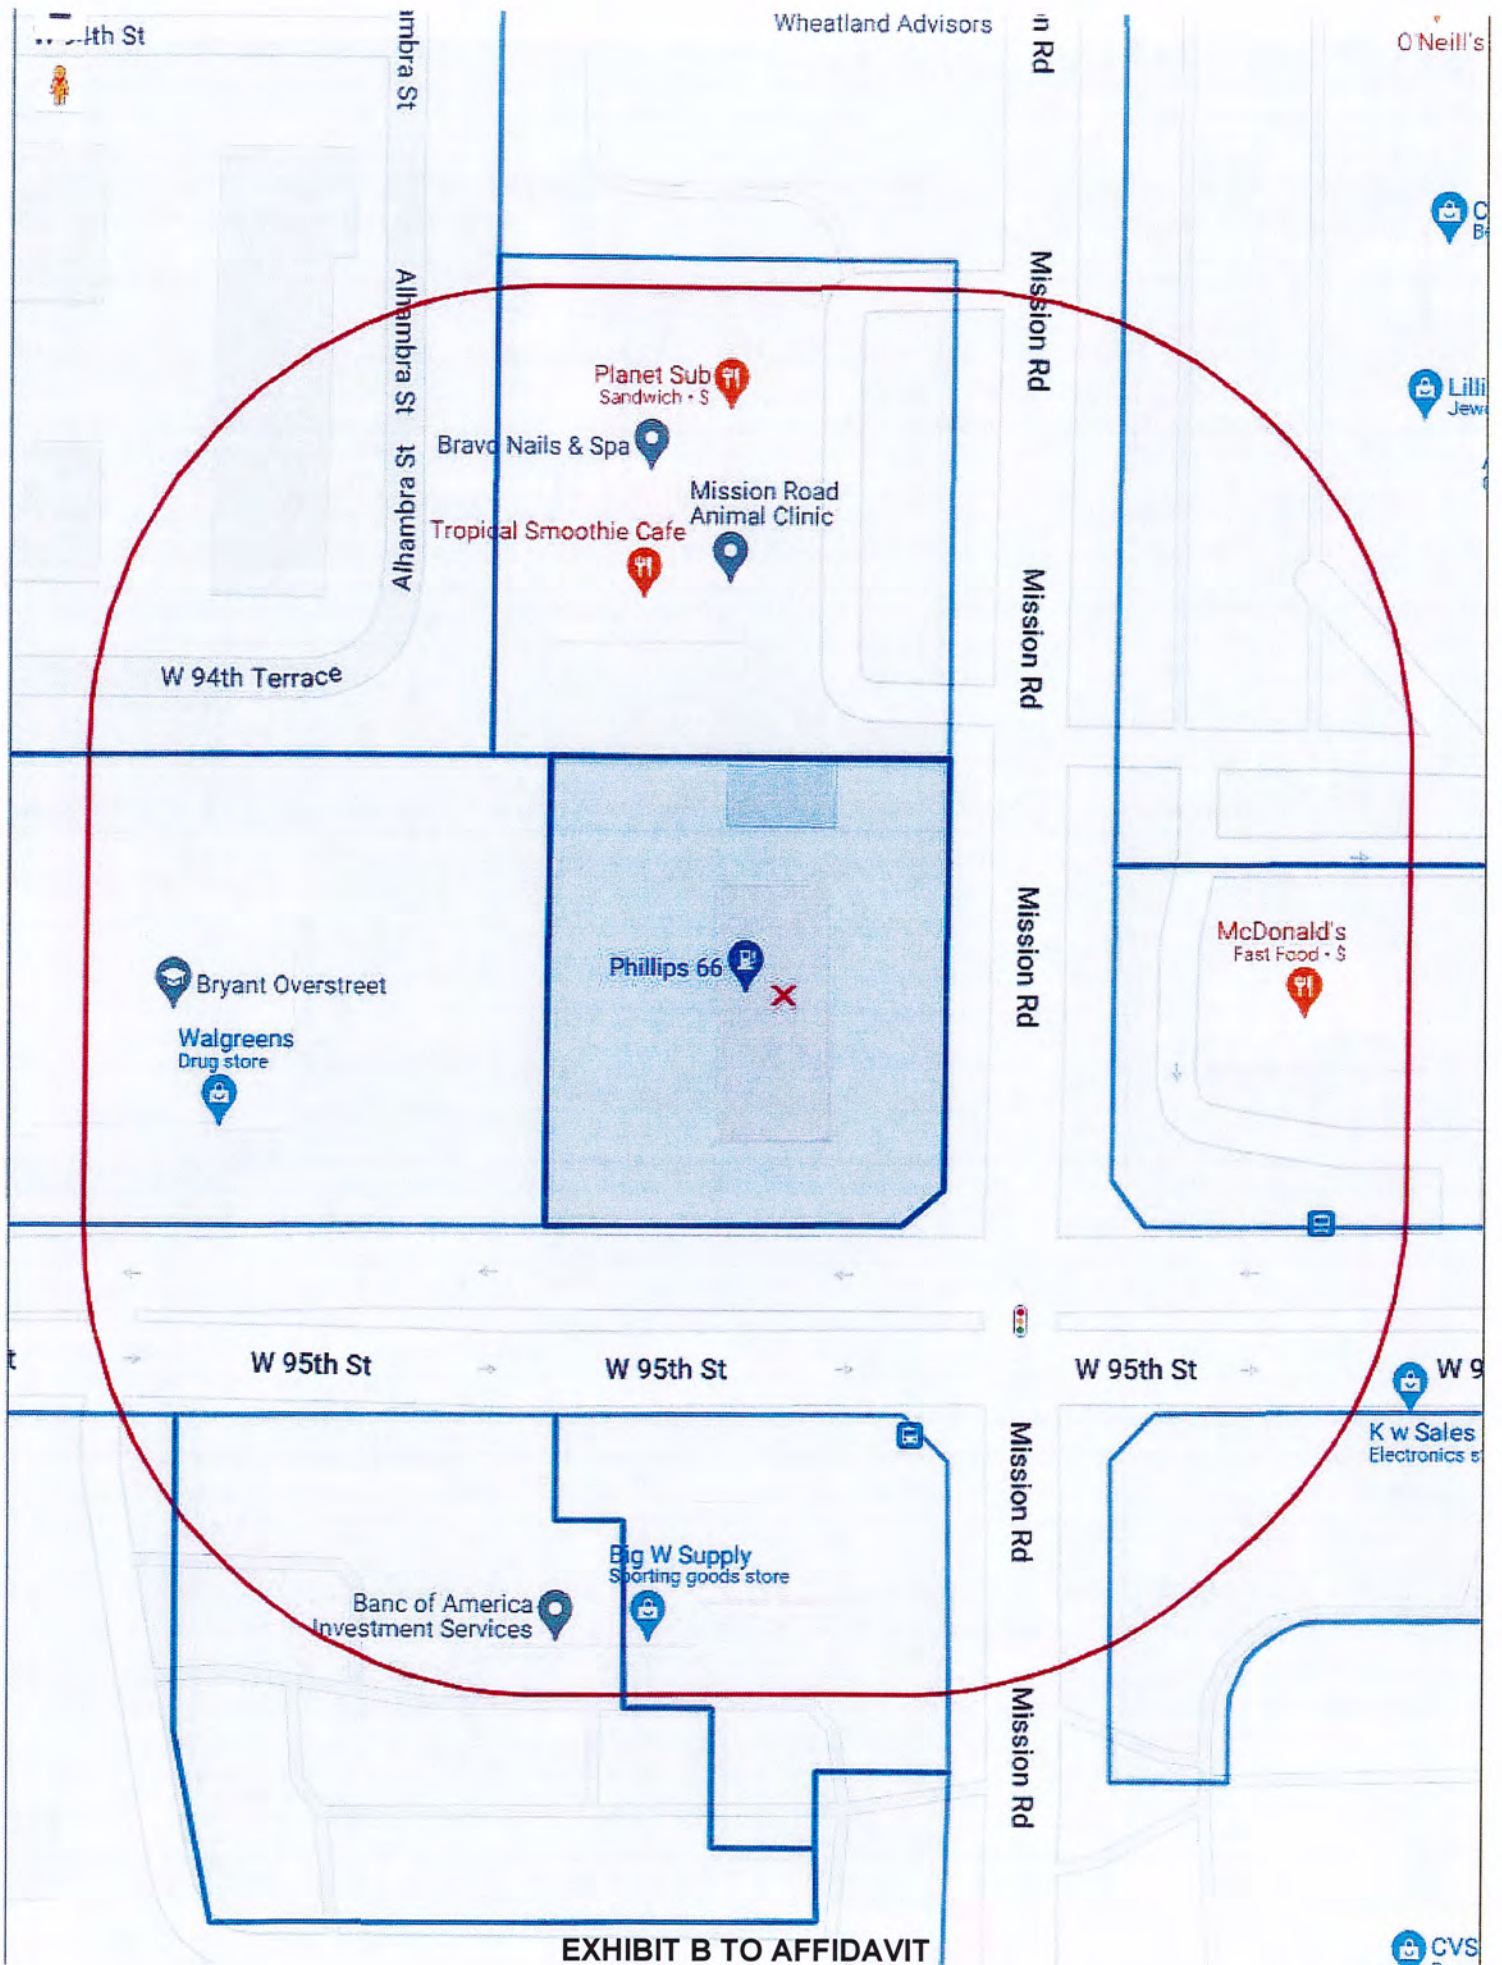 Wheatland Advisors
O'Neill's
Mission Rd
Alhambra St
Planet Sub
Sandwich · $
Bravo Nails & Spa
Mission Road
Animal Clinic
Tropical Smoothie Cafe
Alhambra St
Mission Rd
W 94th Terrace
McDonald's
Fast Food · $
Phillips 66
Mission Rd
Bryant Overstreet
Walgreens
Drug store
W 95th St
W 95th St
W 95th St
K w Sales
Electronics
Mission Rd
Big W Supply
Sporting goods store
Banc of America
Investment Services
Mission Rd
EXHIBIT B TO AFFIDAVIT
CVS